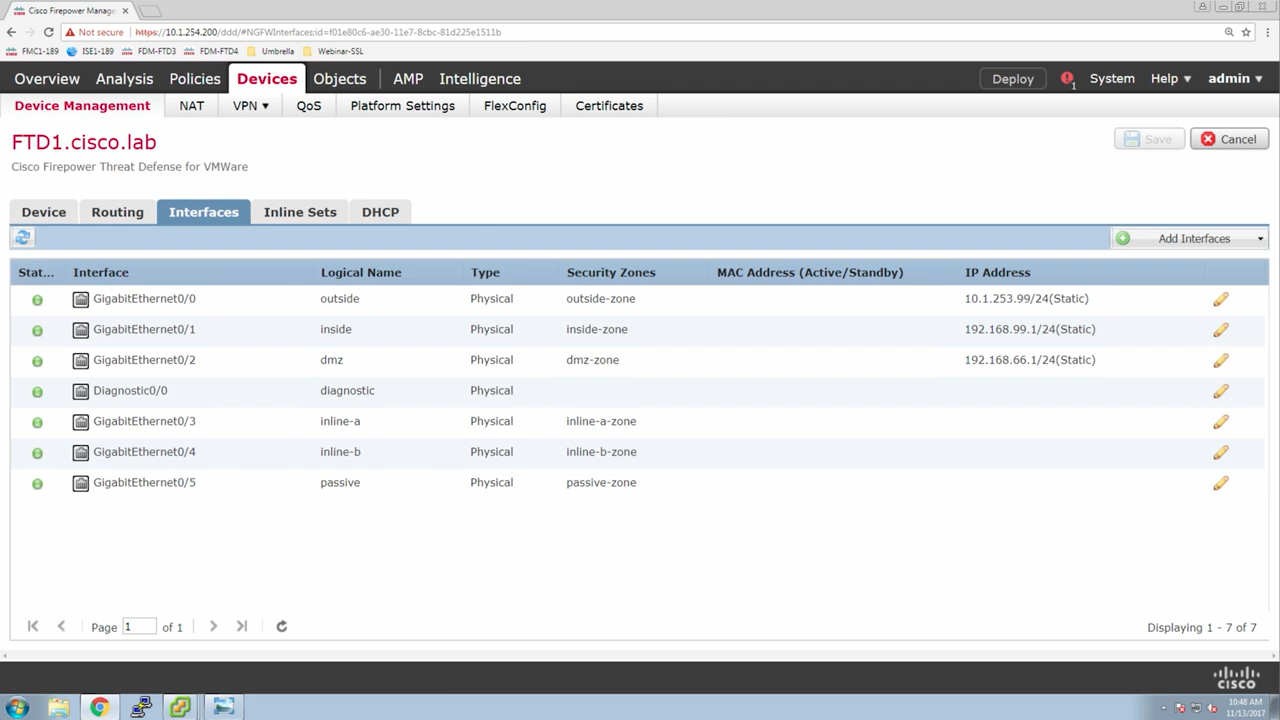 Cisco Firepower Manage
Not secure https://10.1.254.200/ddd/#NGFWInterfaces;id=f01e80c6-ae30-11e7-8cbc-81d225e1511b
FMC1-189 ISE1-189 FDM-FTD3 FDM-FTD4 Umbrella Webinar-SSL
Overview Analysis Policies Devices Objects AMP Intelligence Deploy 1 System Help admin
Device Management NAT VPN QoS Platform Settings FlexConfig Certificates
FTD1.cisco.lab
Save Cancel
Cisco Firepower Threat Defense for VMWare
Device Routing Interfaces Inline Sets DHCP
Add Interfaces
Stat... Interface Logical Name Type Security Zones MAC Address (Active/Standby) IP Address
GigabitEthernet0/0 outside Physical outside-zone 10.1.253.99/24(Static)
GigabitEthernet0/1 inside Physical inside-zone 192.168.99.1/24(Static)
GigabitEthernet0/2 dmz Physical dmz-zone 192.168.66.1/24(Static)
Diagnostic0/0 diagnostic Physical
GigabitEthernet0/3 inline-a Physical inline-a-zone
GigabitEthernet0/4 inline-b Physical inline-b-zone
GigabitEthernet0/5 passive Physical passive-zone
Page 1 of 1
Displaying 1 - 7 of 7
CISCO
10:48 AM
11/13/2017